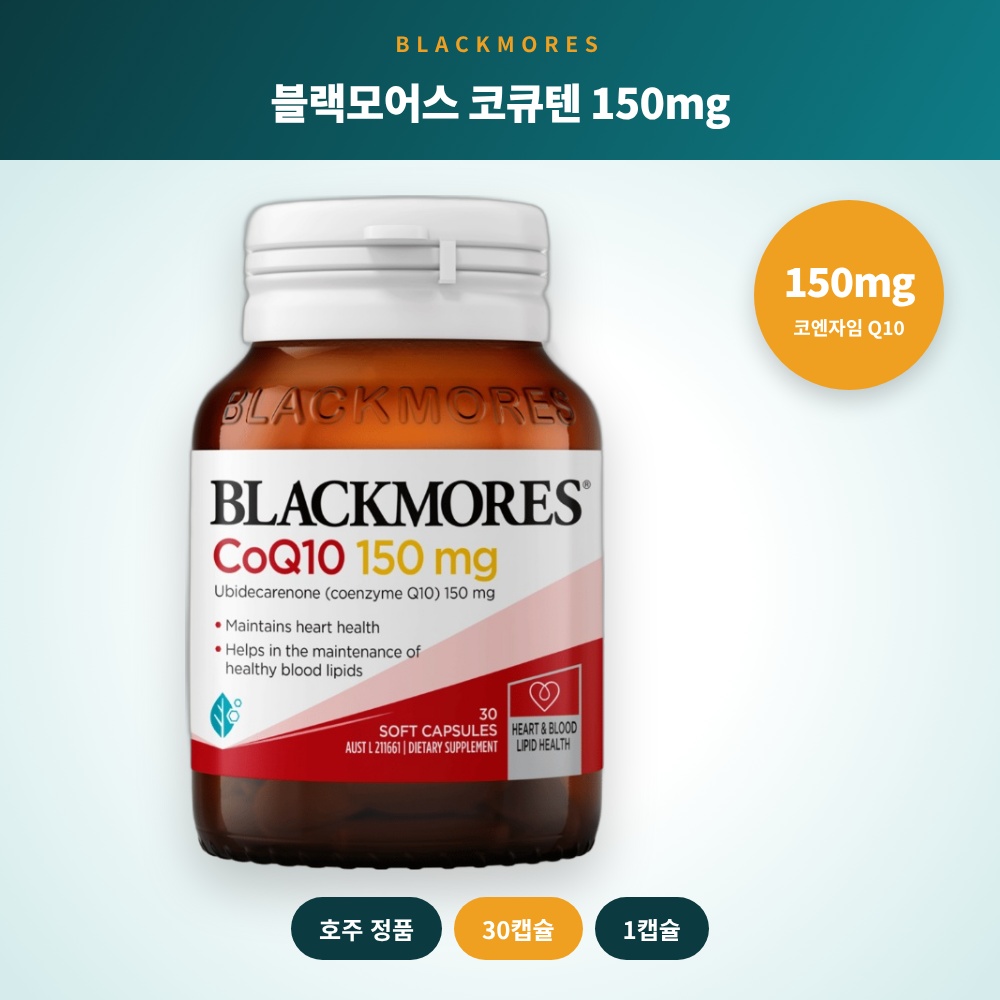 BLACKMORES
블랙모어스 코큐텐 150mg
150mg
코엔자임 Q10
BLACKMORES
BLACKMORES®
CoQ10 150 mg
Ubidecarenone (coenzyme Q10) 150 mg
• Maintains heart health
• Helps in the maintenance of
healthy blood lipids
30
SOFT CAPSULES
AUST L 211661 | DIETARY SUPPLEMENT
HEART & BLOOD
LIPID HEALTH
호주 정품
30캡슐
1캡슐